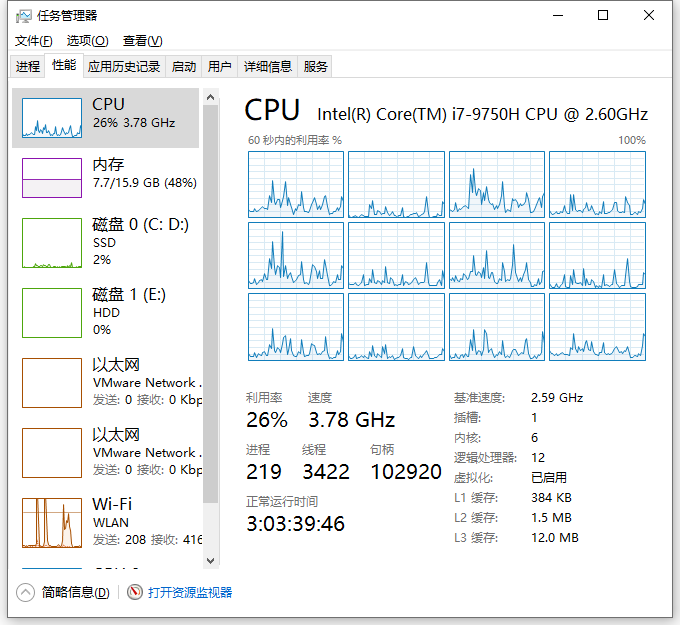 任务管理器
文件(F) 选项(O) 查看(V)
进程 性能 应用历史记录 启动 用户 详细信息 服务
CPU
26% 3.78 GHz
内存
7.7/15.9 GB (48%)
磁盘 0 (C: D:)
SSD
2%
磁盘 1 (E:)
HDD
0%
以太网
VMware Network .
发送: 0 接收: 0 Kbp
以太网
VMware Network .
发送: 0 接收: 0 Kbp
Wi-Fi
WLAN
发送: 208 接收: 416
CPU Intel(R) Core(TM) i7-9750H CPU @ 2.60GHz
60 秒内的利用率 % 100%
利用率 速度
26% 3.78 GHz
进程 线程 句柄
219 3422 102920
正常运行时间
3:03:39:46
基准速度: 2.59 GHz
插槽: 1
内核: 6
逻辑处理器: 12
虚拟化: 已启用
L1 缓存: 384 KB
L2 缓存: 1.5 MB
L3 缓存: 12.0 MB
简略信息(D) 打开资源监视器